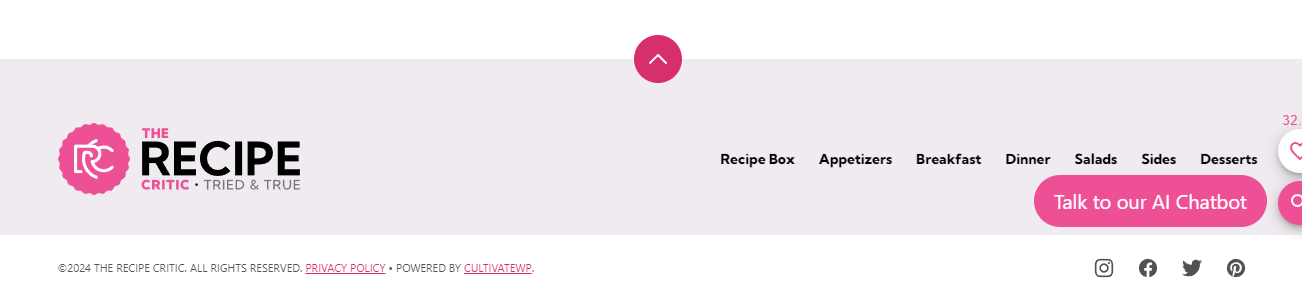 32.
THE
RECIPE
CRITIC • TRIED & TRUE
Recipe Box Appetizers Breakfast Dinner Salads Sides Desserts
Talk to our AI Chatbot
©2024 THE RECIPE CRITIC. ALL RIGHTS RESERVED. PRIVACY POLICY • POWERED BY CULTIVATEWP.